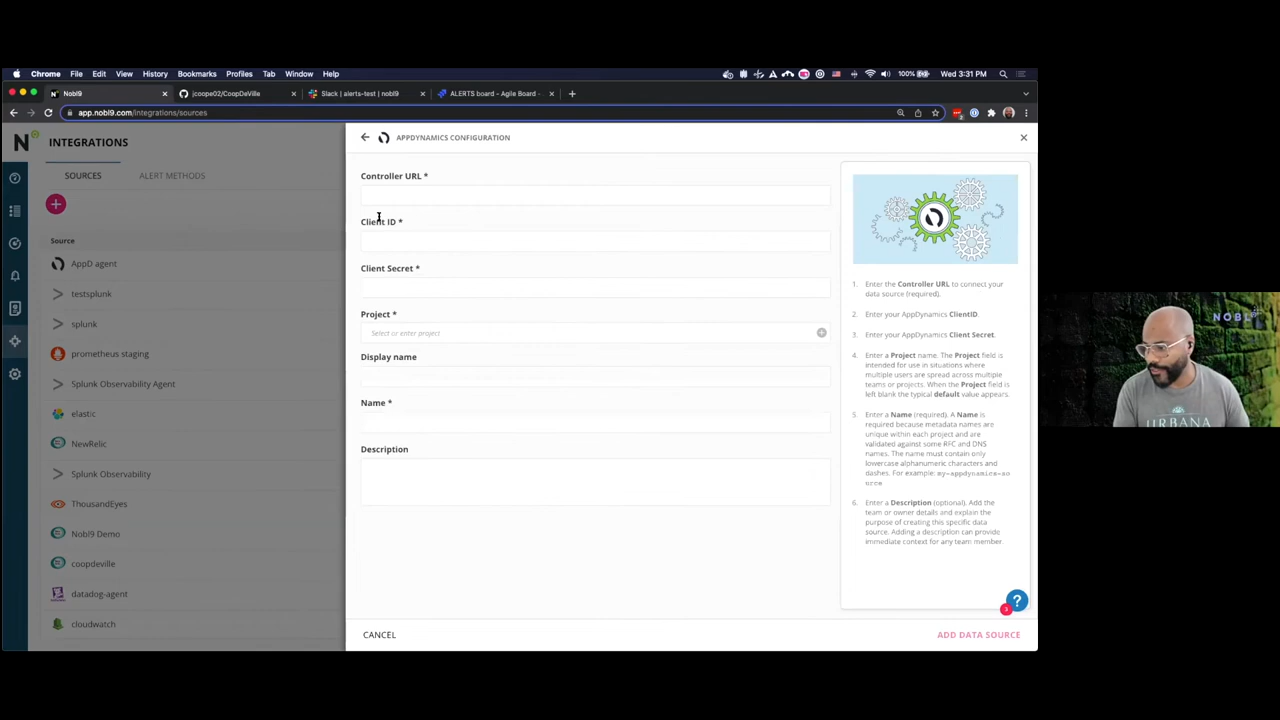 Chrome File Edit View History Bookmarks Profiles Tab Window Help
100% Wed 3:31 PM
Nobl9
jcoope02/CoopDeVille
Slack | alerts-test | nobl9
ALERTS board - Agile Board -
app.nobl9.com/integrations/sources
N
INTEGRATIONS
SOURCES
ALERT METHODS
Source
AppD agent
testsplunk
splunk
prometheus staging
Splunk Observability Agent
elastic
NewRelic
Splunk Observability
ThousandEyes
Nobl9 Demo
coopdeville
datadog-agent
cloudwatch
APPDYNAMICS CONFIGURATION
Controller URL *
Client ID *
Client Secret *
Project *
Select or enter project
Display name
Name *
Description
CANCEL
ADD DATA SOURCE
1. Enter the Controller URL to connect your
data source (required).
2. Enter your AppDynamics ClientID.
3. Enter your AppDynamics Client Secret.
4. Enter a Project name. The Project field is
intended for use in situations where
multiple users are spread across multiple
teams or projects. When the Project field is
left blank the typical default value appears.
5. Enter a Name (required). A Name is
required because metadata names are
unique within each project and are
validated against some RFC and DNS
names. The name must contain only
lowercase alphanumeric characters and
dashes. For example: my-appdynamics-so
urce
6. Enter a Description (optional). Add the
team or owner details and explain the
purpose of creating this specific data
source. Adding a description can provide
immediate context for any team member.
3
?
NOBL9
URBANA